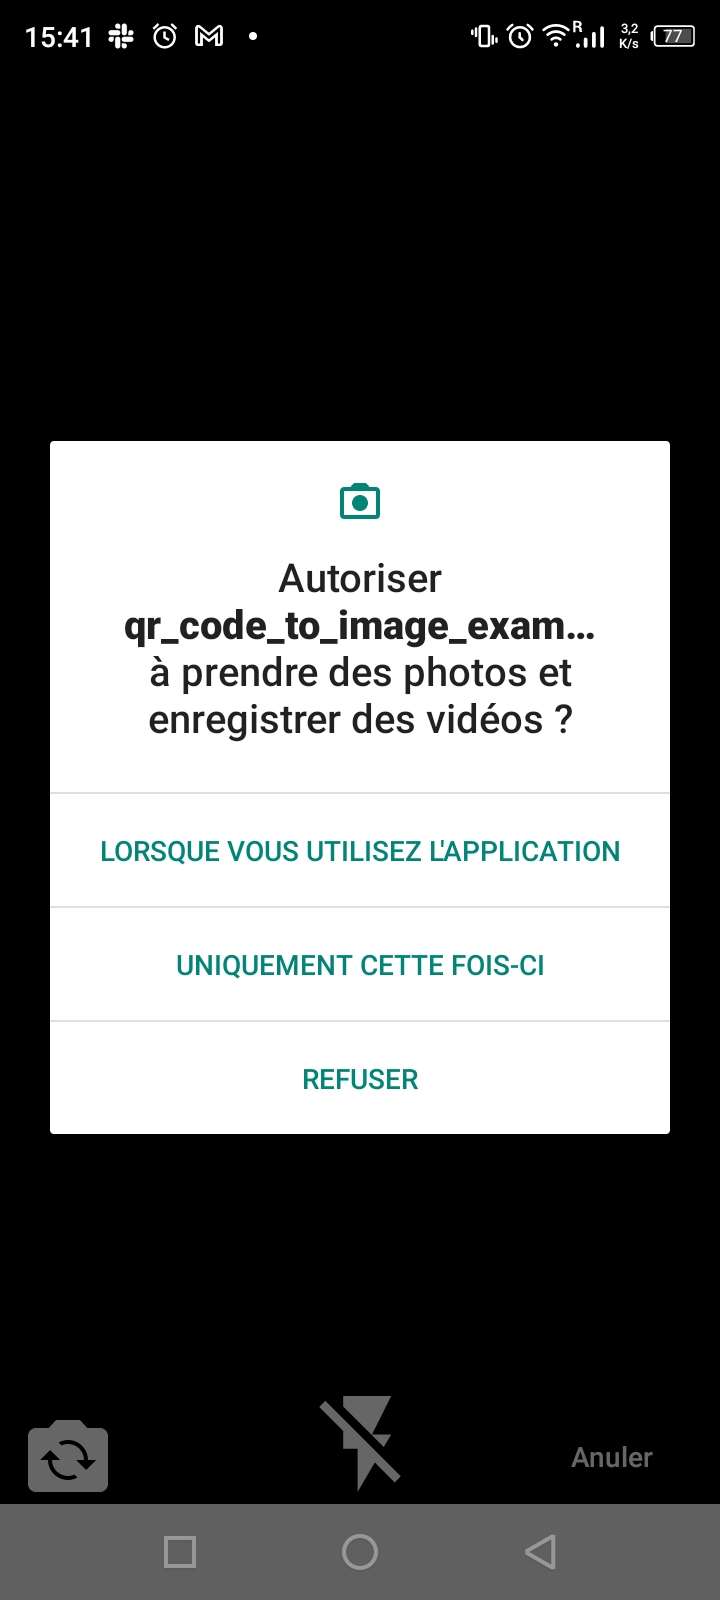 15:41
R
3,2
K/s
77
Autoriser
qr_code_to_image_exam...
à prendre des photos et
enregistrer des vidéos ?
LORSQUE VOUS UTILISEZ L'APPLICATION
UNIQUEMENT CETTE FOIS-CI
REFUSER
Anuler